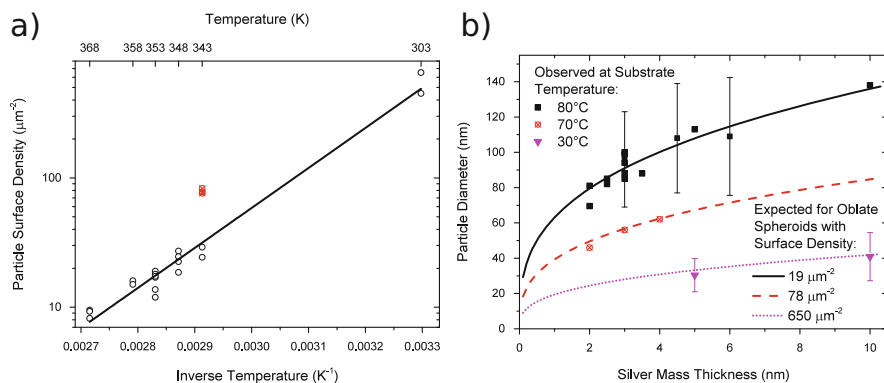 a)
Temperature (K)
368 358 353 348 343 303
Particle Surface Density (μm⁻²)
100
10
0.0027 0.0028 0.0029 0.0030 0.0031 0.0032 0.0033
Inverse Temperature (K⁻¹)
b)
Particle Diameter (nm)
140
120
100
80
60
40
20
0
Observed at Substrate
Temperature:
80°C
70°C
30°C
Expected for Oblate
Spheroids with
Surface Density:
19 μm⁻²
78 μm⁻²
650 μm⁻²
0 2 4 6 8 10
Silver Mass Thickness (nm)